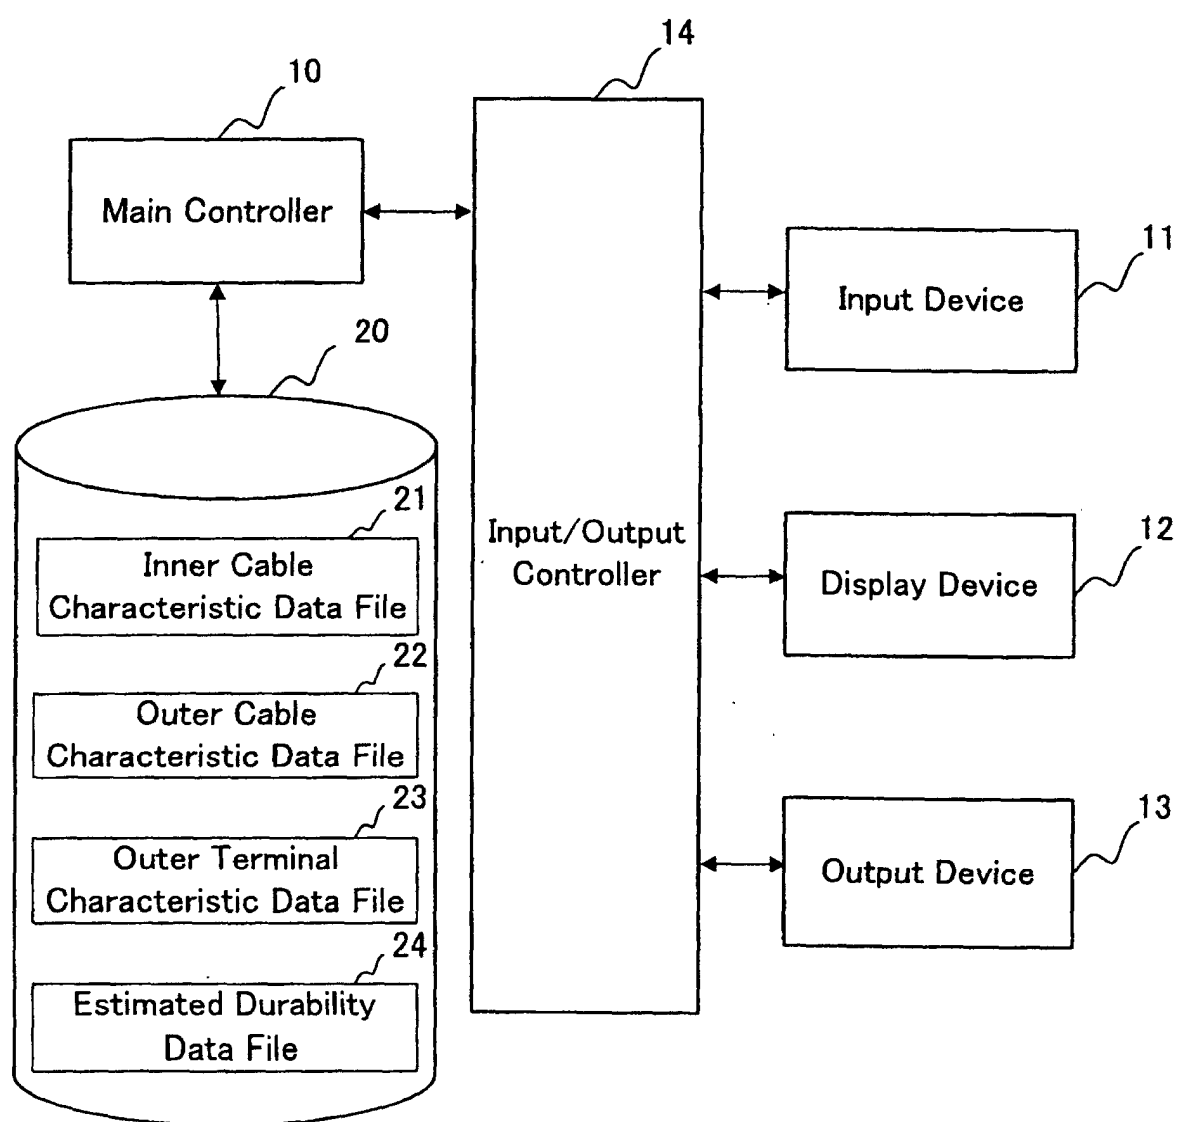 14
10
Main Controller
11
Input Device
20
21
Inner Cable
Characteristic Data File
Input/Output
Controller
12
Display Device
22
Outer Cable
Characteristic Data File
23
Outer Terminal
Characteristic Data File
13
Output Device
24
Estimated Durability
Data File